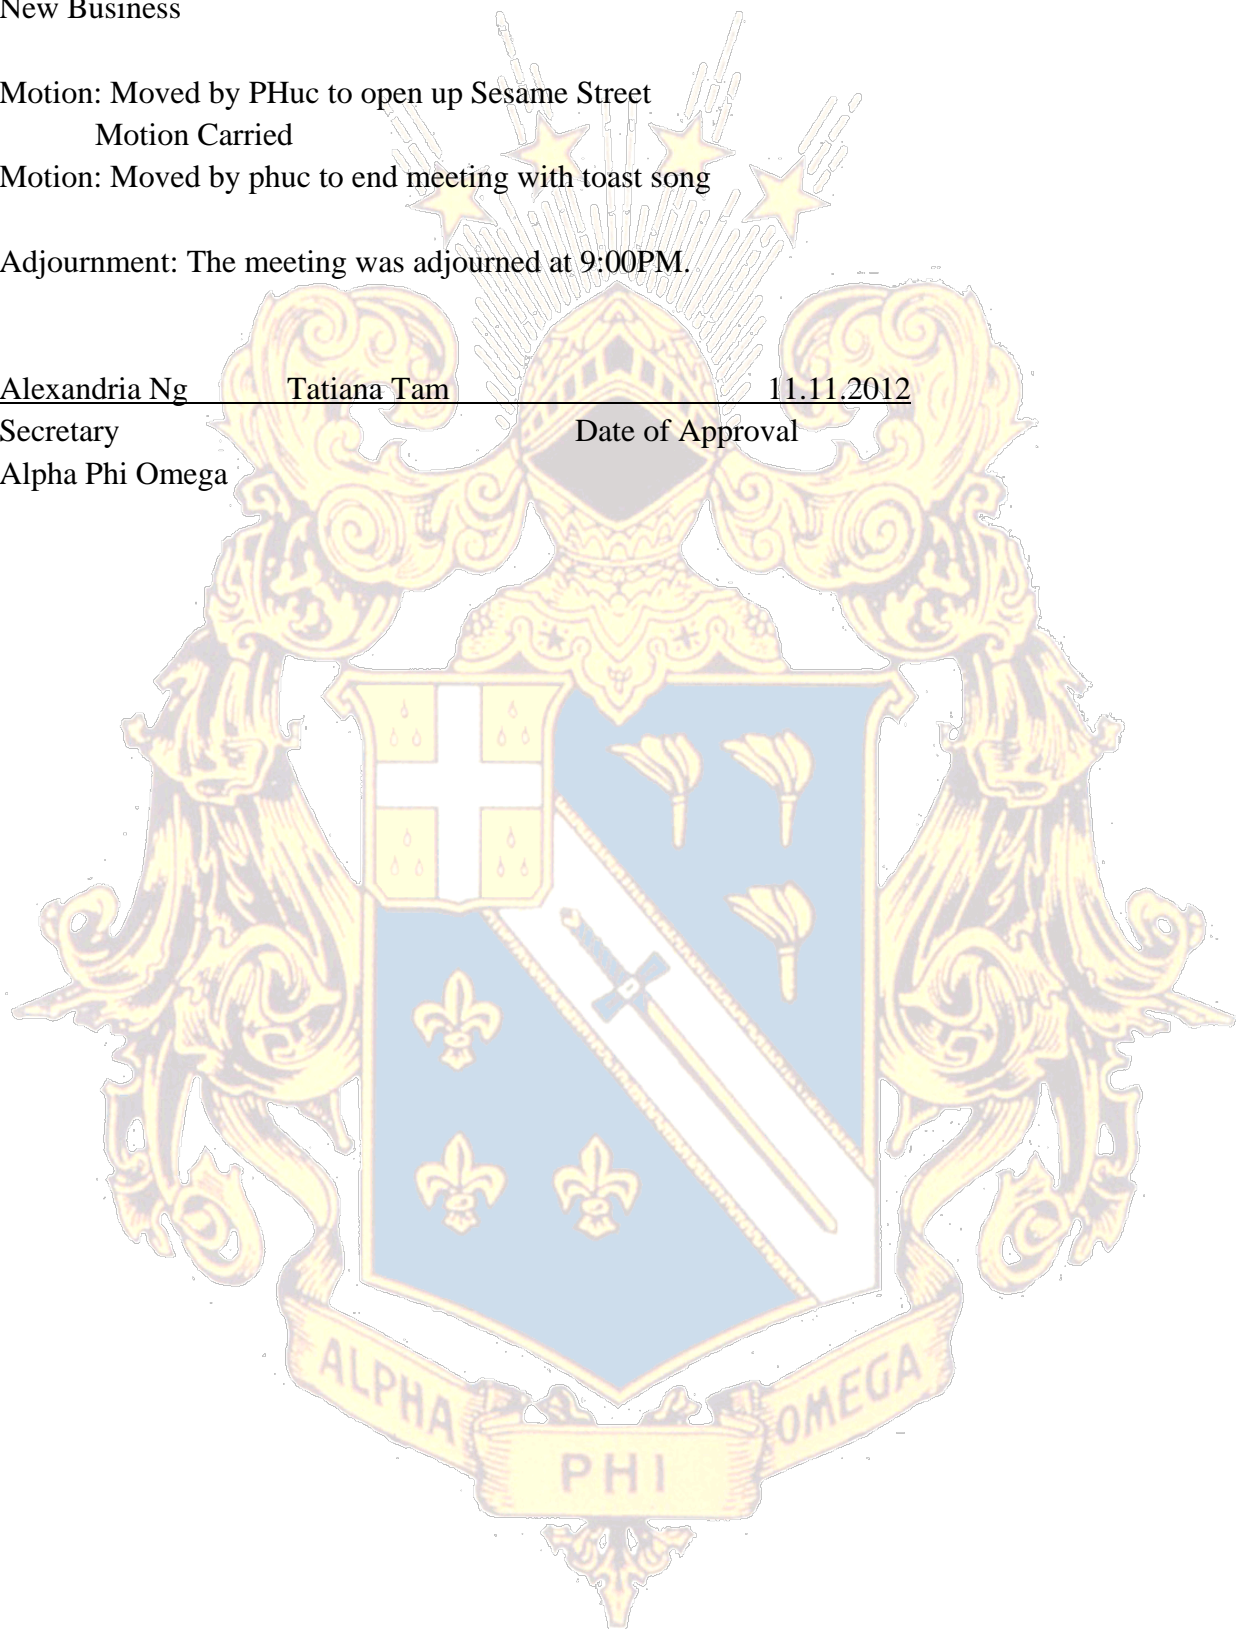 New Business
Motion: Moved by PHuc to open up Sesame Street
Motion Carried
Motion: Moved by phuc to end meeting with toast song
Adjournment: The meeting was adjourned at 9:00PM.
Alexandria Ng Tatiana Tam 11.11.2012
Secretary Date of Approval
Alpha Phi Omega
ALPHA PHI OMEGA